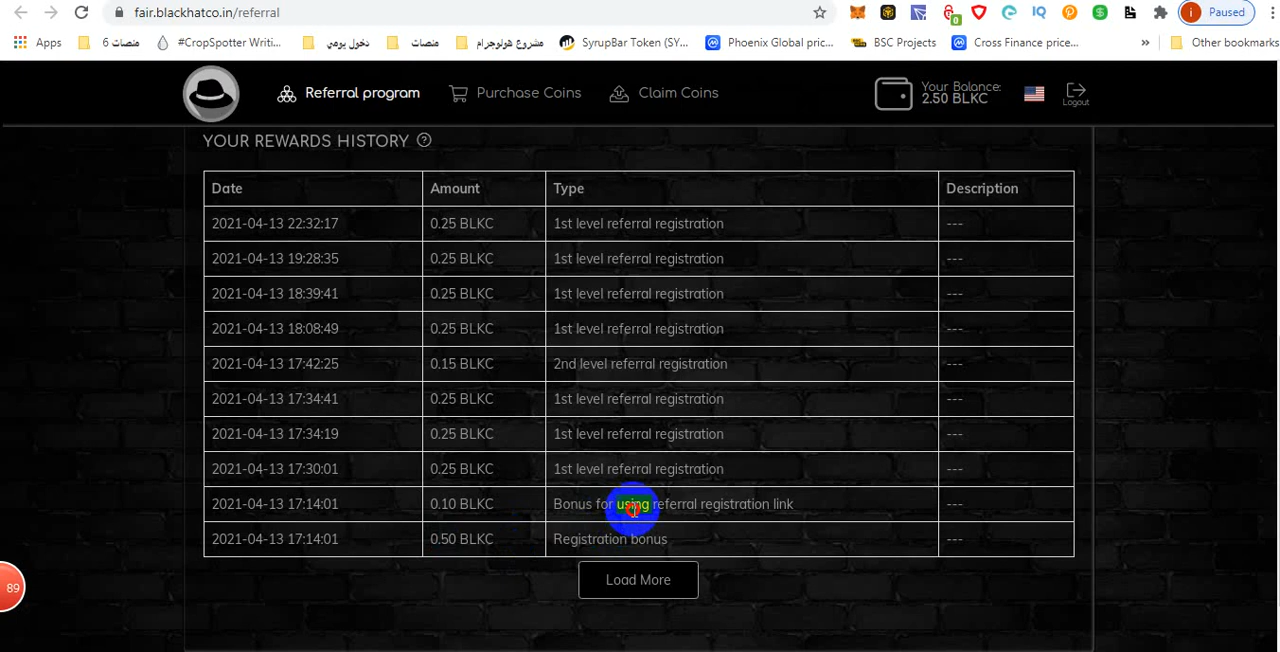 fair.blackhatco.in/referral
0
IQ
i Paused
Apps
منصات 6
#CropSpotter Writi...
دخول يومي
منصات
مشروع هولوجرام
SyrupBar Token (SY...
Phoenix Global pric...
BSC Projects
Cross Finance price...
»
Other bookmarks
Referral program
Purchase Coins
Claim Coins
Your Balance:
2.50 BLKC
Logout
YOUR REWARDS HISTORY ?
Date Amount Type Description
2021-04-13 22:32:17 0.25 BLKC 1st level referral registration ---
2021-04-13 19:28:35 0.25 BLKC 1st level referral registration ---
2021-04-13 18:39:41 0.25 BLKC 1st level referral registration ---
2021-04-13 18:08:49 0.25 BLKC 1st level referral registration ---
2021-04-13 17:42:25 0.15 BLKC 2nd level referral registration ---
2021-04-13 17:34:41 0.25 BLKC 1st level referral registration ---
2021-04-13 17:34:19 0.25 BLKC 1st level referral registration ---
2021-04-13 17:30:01 0.25 BLKC 1st level referral registration ---
2021-04-13 17:14:01 0.10 BLKC Bonus for using referral registration link ---
2021-04-13 17:14:01 0.50 BLKC Registration bonus ---
Load More
89